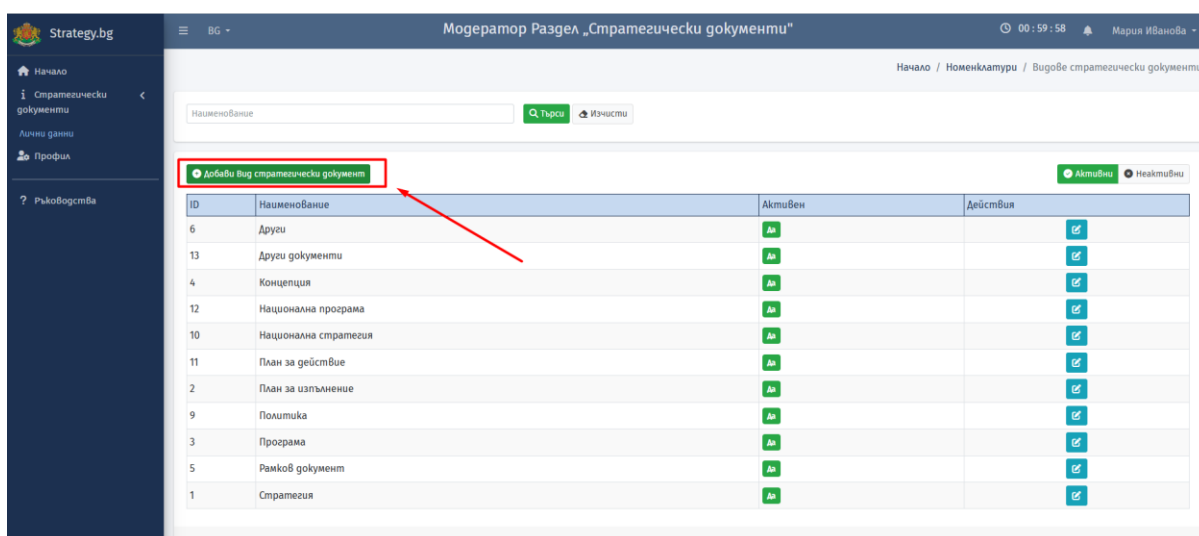 Strategy.bg
BG
Модератор Раздел „Стратегически документи"
00 : 59 : 58
Мария Иванова
Начало
Стратегически документи
Лични данни
Профил
? Ръководства
Начало / Номенклатури / Видове стратегически документи
Наименование
Търси
Изчисти
Добави Вид стратегически документ
Активни
Неактивни
ID Наименование Активен Действия
6 Други Да
13 Други документи Да
4 Концепция Да
12 Национална програма Да
10 Национална стратегия Да
11 План за действие Да
2 План за изпълнение Да
9 Политика Да
3 Програма Да
5 Рамков документ Да
1 Стратегия Да